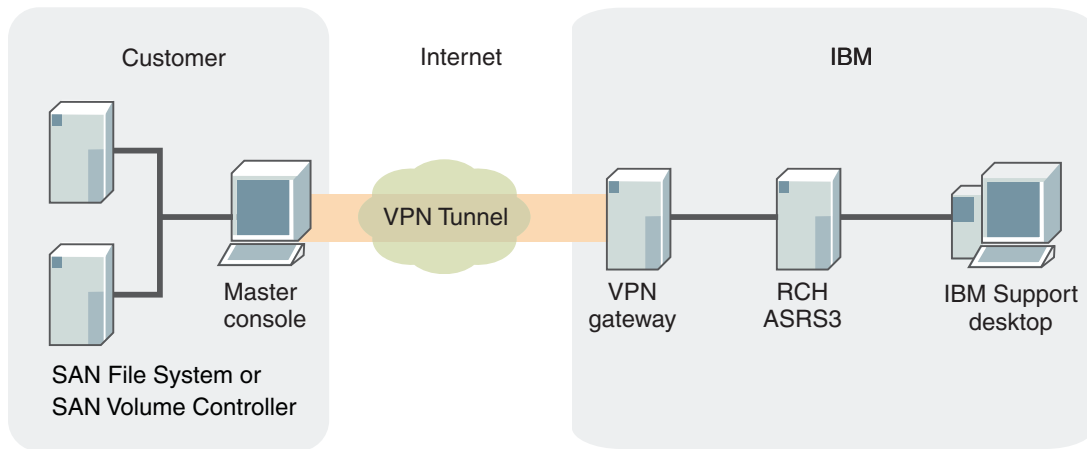 Customer
Internet
IBM
VPN Tunnel
Master
console
VPN
gateway
RCH
ASRS3
IBM Support
desktop
SAN File System or
SAN Volume Controller